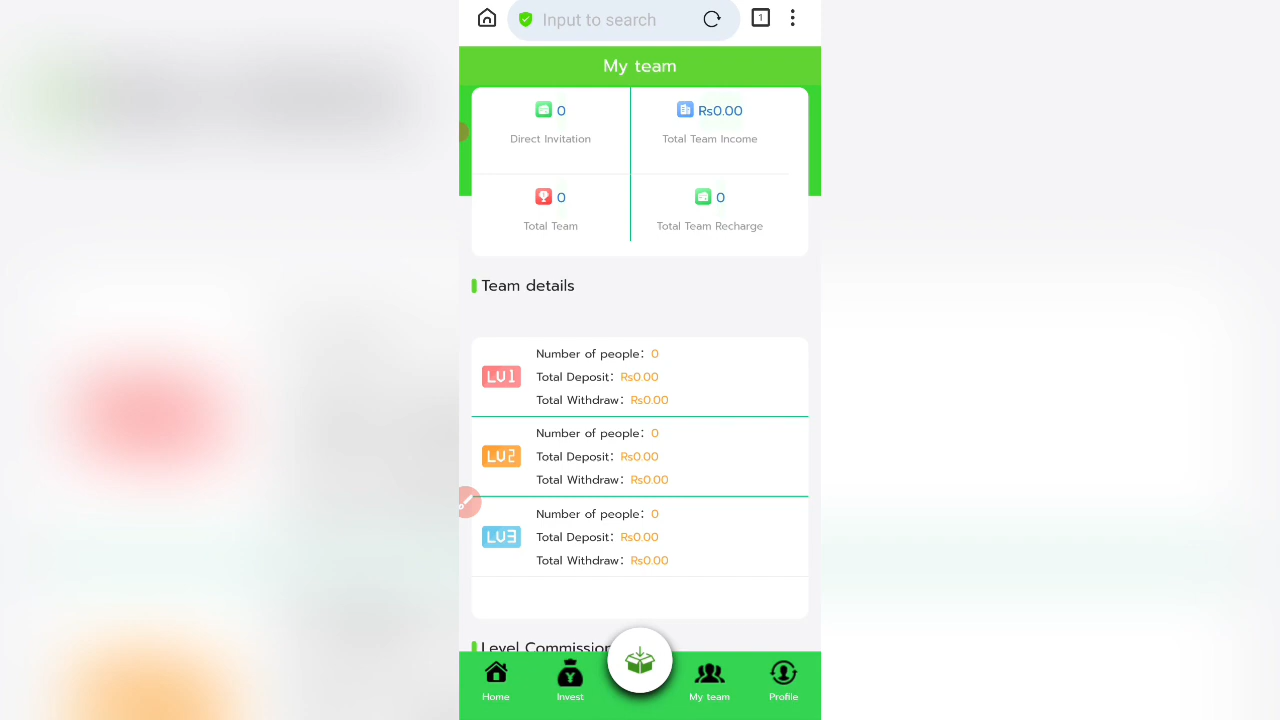 Input to search
1
My team
0
Direct Invitation
Rs0.00
Total Team Income
0
Total Team
0
Total Team Recharge
Team details
LV1
Number of people: 0
Total Deposit: Rs0.00
Total Withdraw: Rs0.00
LV2
Number of people: 0
Total Deposit: Rs0.00
Total Withdraw: Rs0.00
LV3
Number of people: 0
Total Deposit: Rs0.00
Total Withdraw: Rs0.00
Level Commission
Home
¥
Invest
My team
Profile